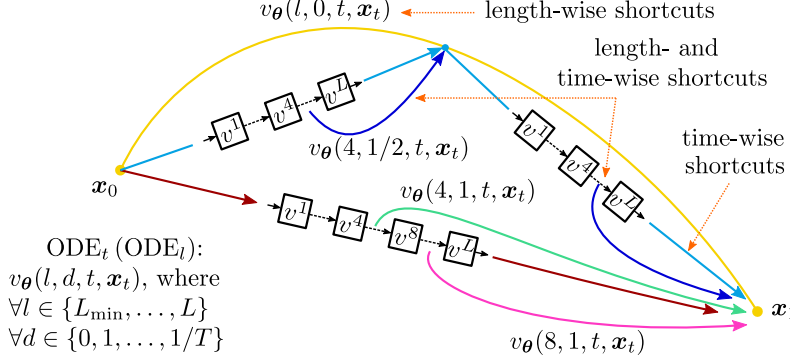 v_θ(l, 0, t, x_t)
length-wise shortcuts
length- and
time-wise shortcuts
v^1 v^4 v^L
v_θ(4, 1/2, t, x_t)
v^1 v^4 v^L
time-wise
shortcuts
x_0
v_θ(4, 1, t, x_t)
v^1 v^4 v^8 v^L
ODE_t (ODE_l):
v_θ(l, d, t, x_t), where
∀l ∈ {L_min, . . . , L}
∀d ∈ {0, 1, . . . , 1/T}
v_θ(8, 1, t, x_t)
x